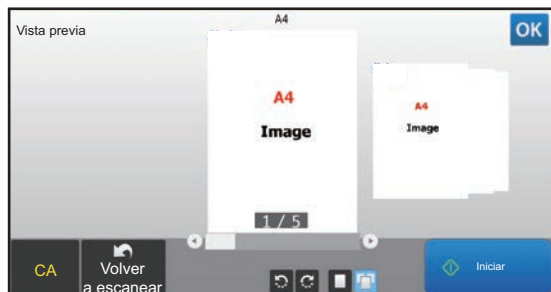 A4
Vista previa
OK
A4
Image
A4
Image
1 / 5
CA
Volver
a escanear
Iniciar